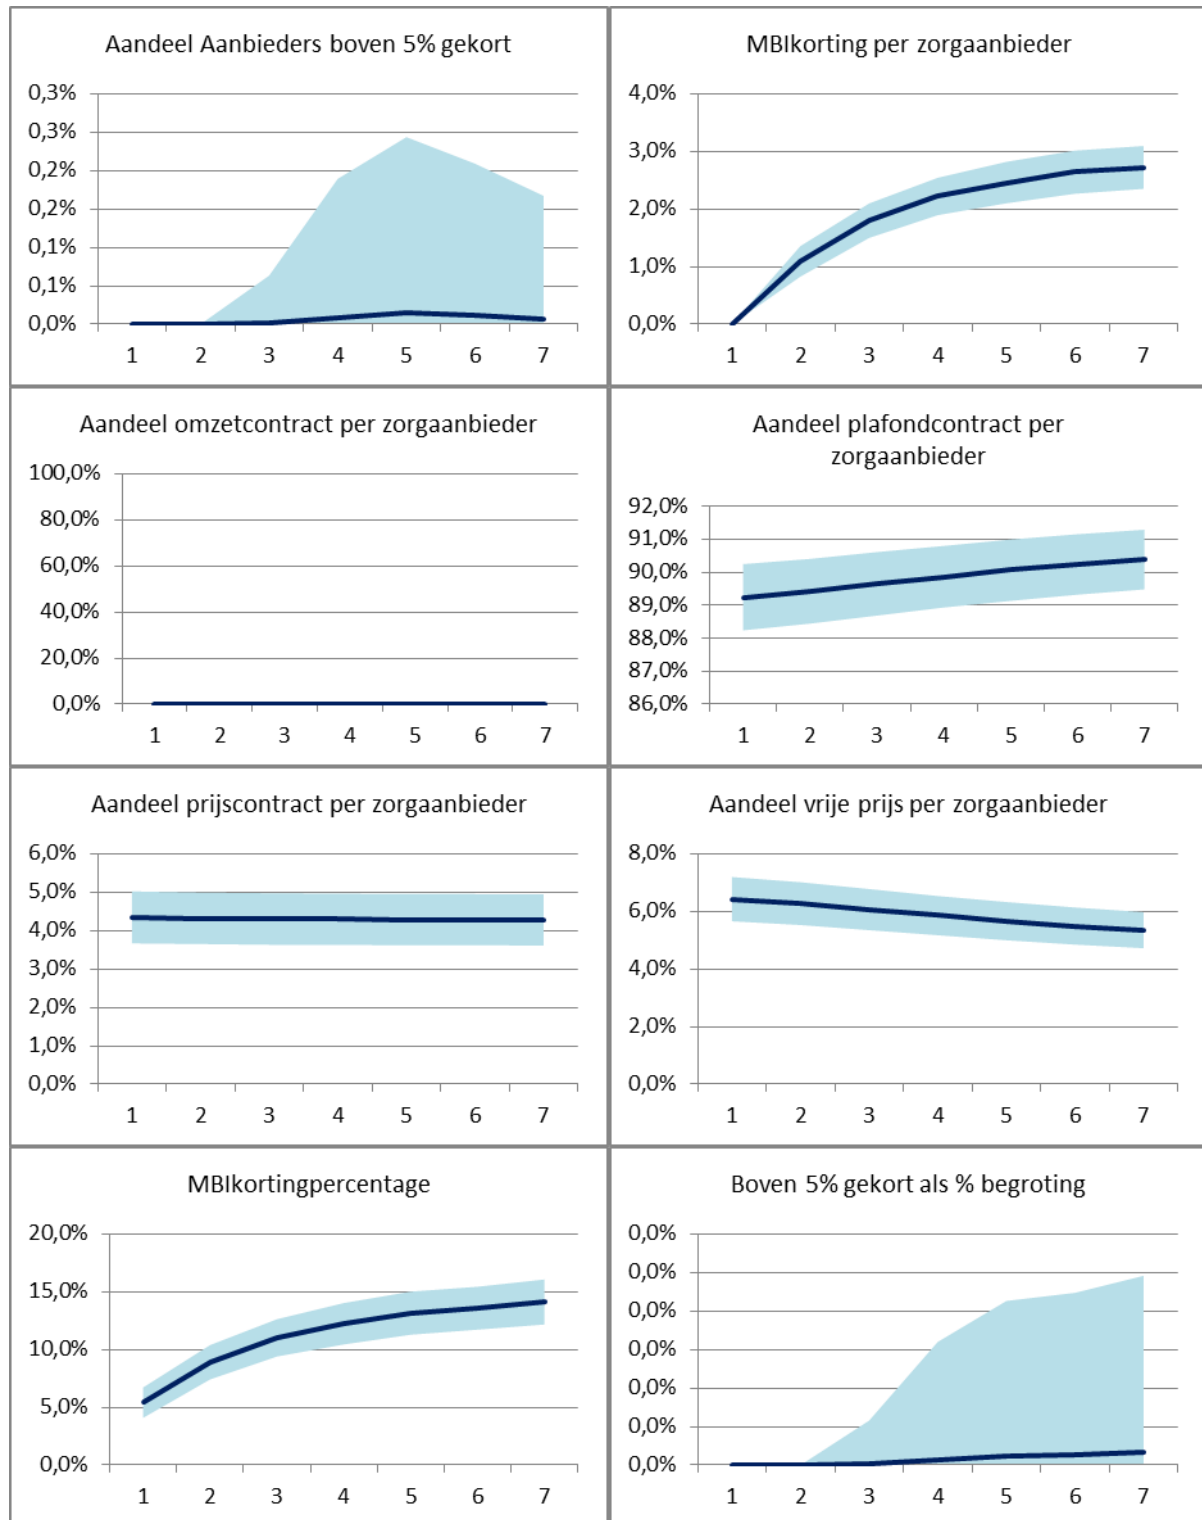 Aandeel Aanbieders boven 5% gekort
0,3%
0,3%
0,2%
0,2%
0,1%
0,1%
0,0%
1 2 3 4 5 6 7
MBIkorting per zorgaanbieder
4,0%
3,0%
2,0%
1,0%
0,0%
1 2 3 4 5 6 7
Aandeel omzetcontract per zorgaanbieder
100,0%
80,0%
60,0%
40,0%
20,0%
0,0%
1 2 3 4 5 6 7
Aandeel plafondcontract per
zorgaanbieder
92,0%
91,0%
90,0%
89,0%
88,0%
87,0%
86,0%
1 2 3 4 5 6 7
Aandeel prijscontract per zorgaanbieder
6,0%
5,0%
4,0%
3,0%
2,0%
1,0%
0,0%
1 2 3 4 5 6 7
Aandeel vrije prijs per zorgaanbieder
8,0%
6,0%
4,0%
2,0%
0,0%
1 2 3 4 5 6 7
MBIkortingpercentage
20,0%
15,0%
10,0%
5,0%
0,0%
1 2 3 4 5 6 7
Boven 5% gekort als % begroting
0,0%
0,0%
0,0%
0,0%
0,0%
0,0%
0,0%
1 2 3 4 5 6 7